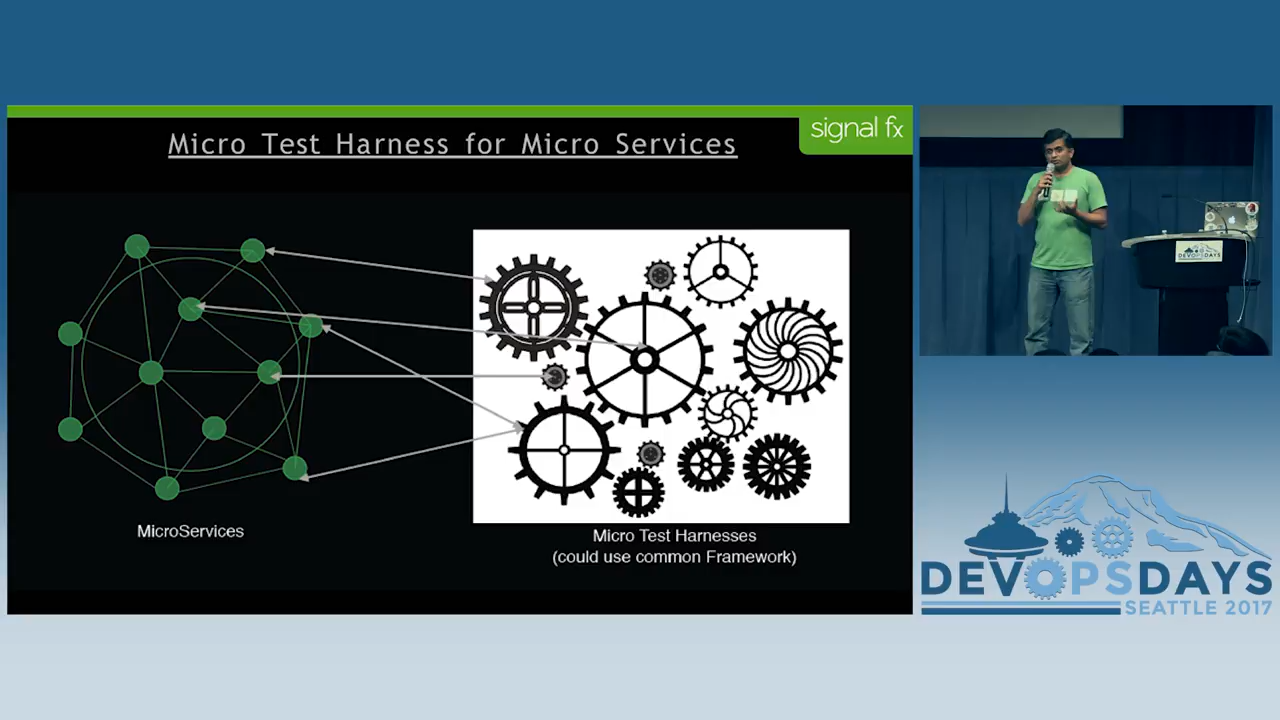 Micro Test Harness for Micro Services
signal fx
MicroServices
Micro Test Harnesses
(could use common Framework)
DEVOPSDAYS
DEVOPSDAYS
SEATTLE 2017